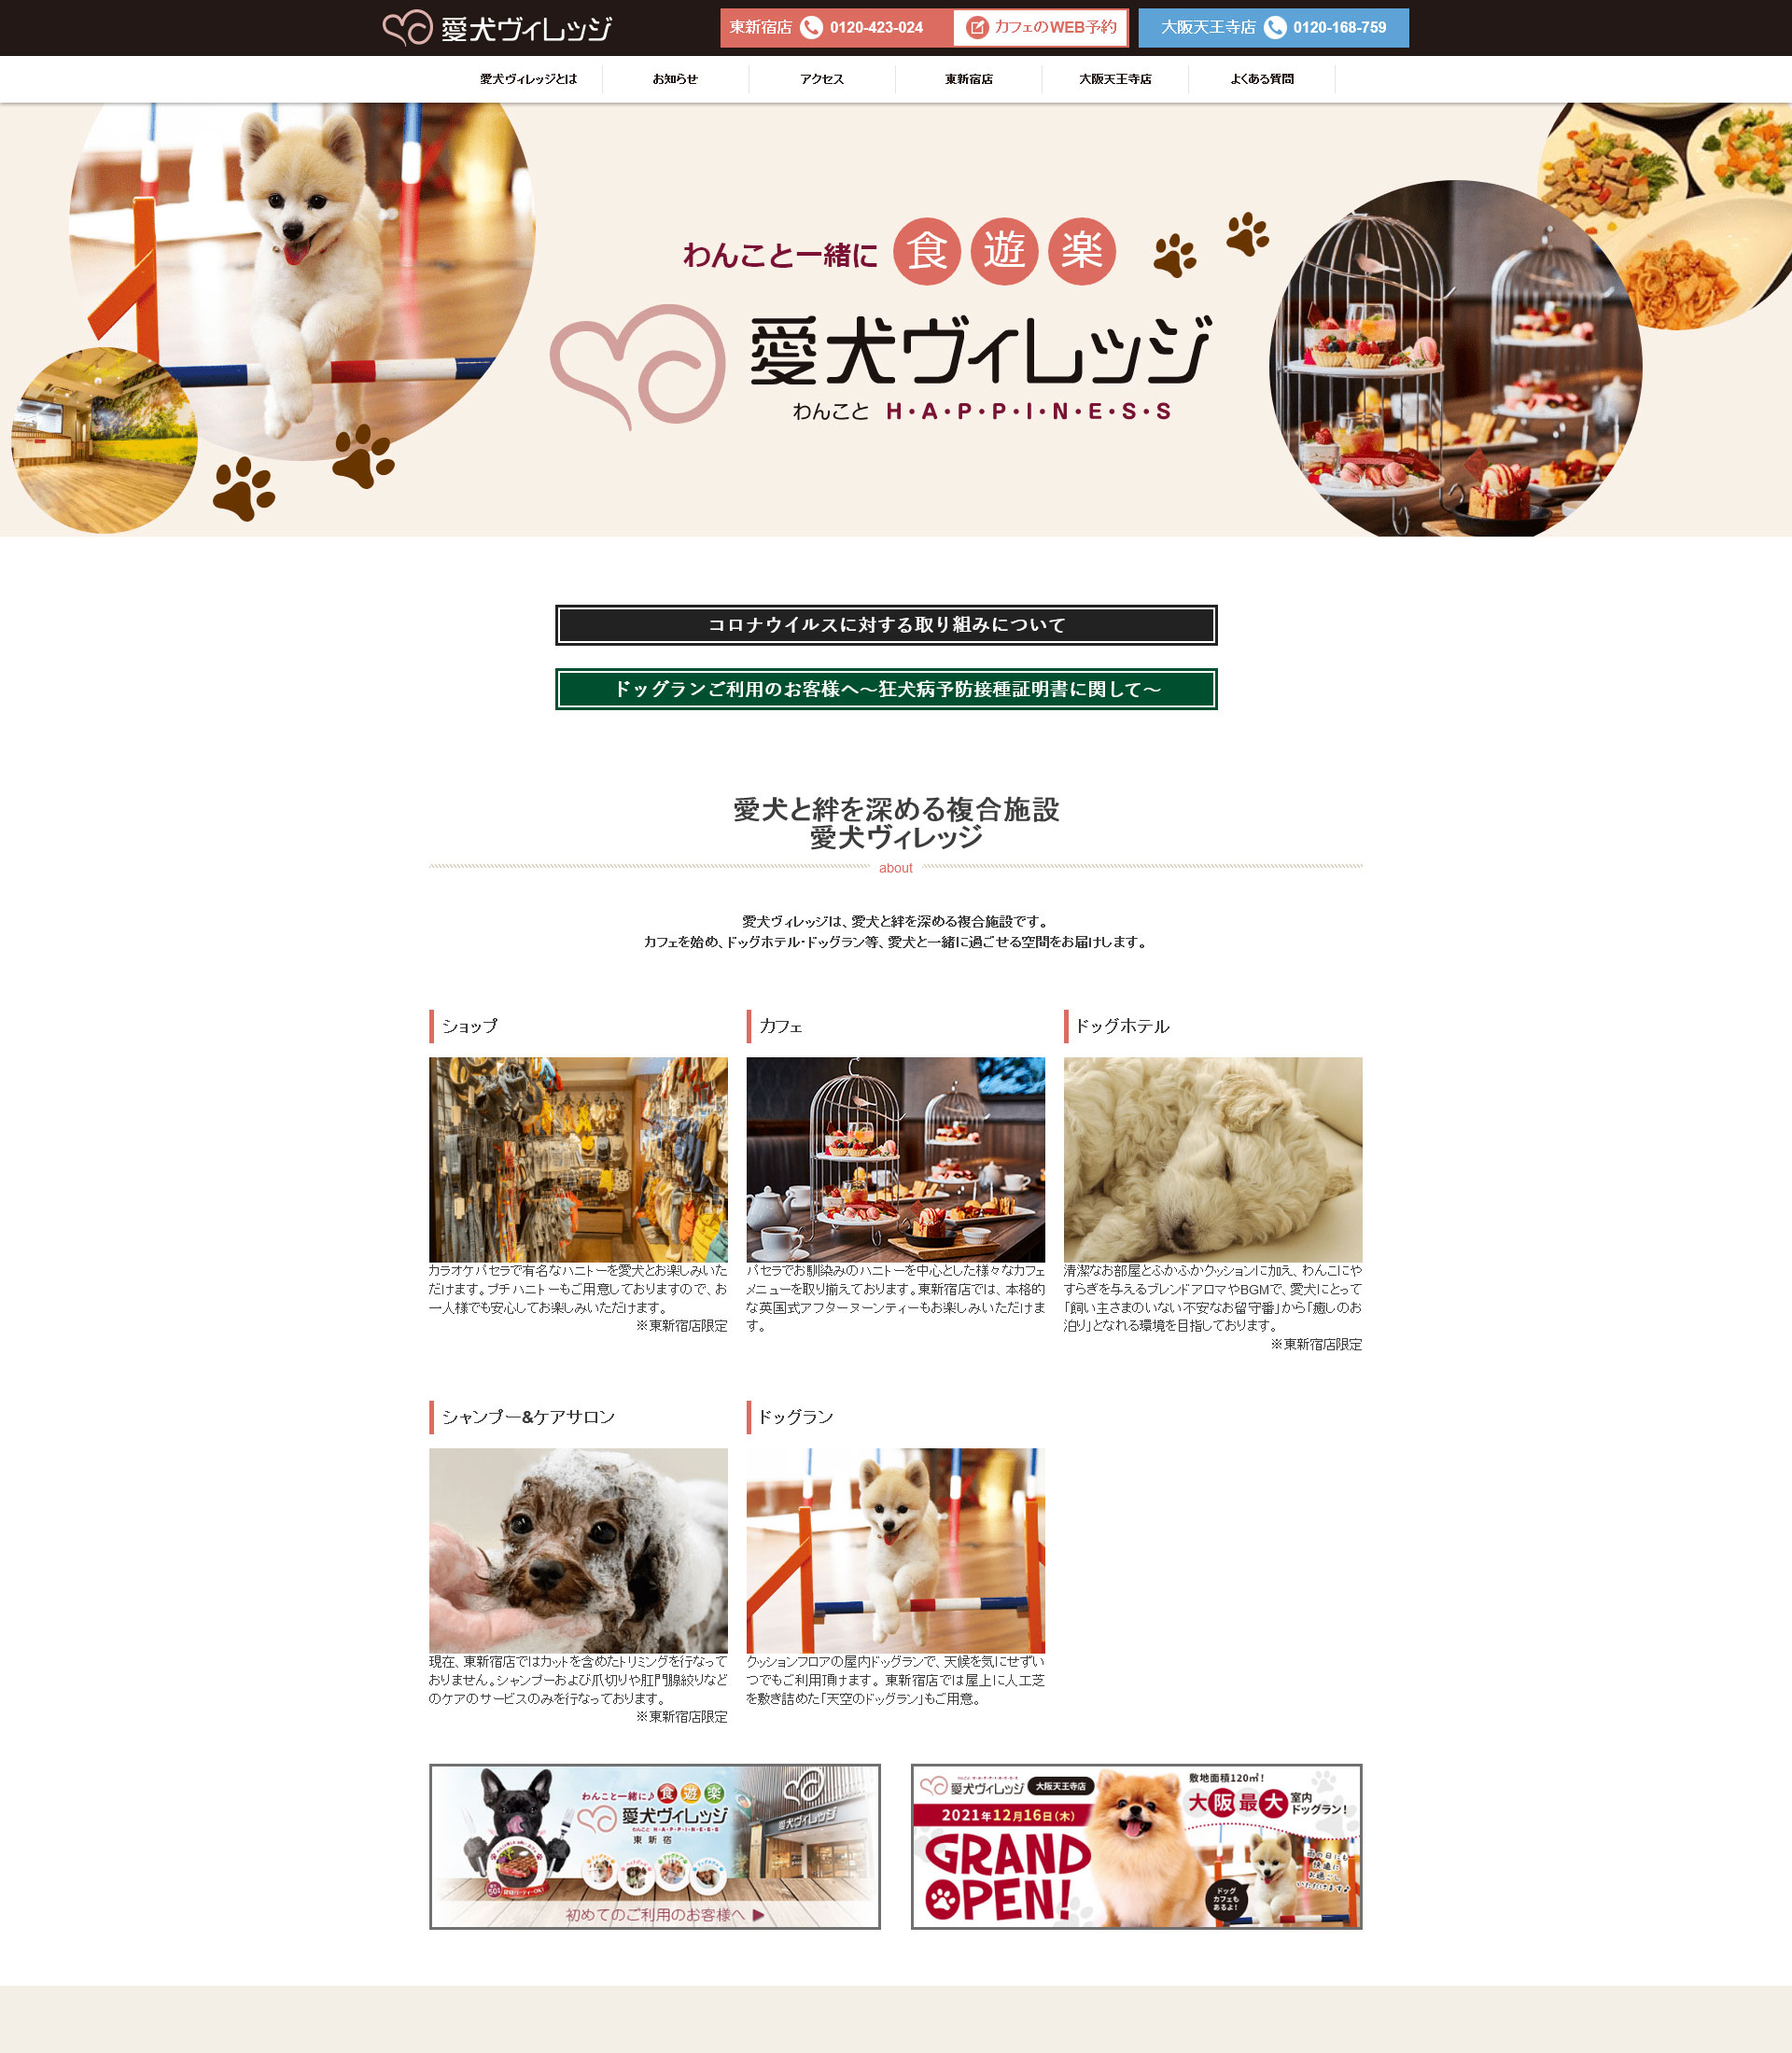 愛犬ヴィレッジ
東新宿店 0120-423-024 カフェのWEB予約 大阪天王寺店 0120-168-759
愛犬ヴィレッジとは お知らせ アクセス 東新宿店 大阪天王寺店 よくある質問
わんこと一緒に 食 遊 楽
愛犬ヴィレッジ
わんこと H・A・P・P・I・N・E・S・S
コロナウイルスに対する取り組みについて
ドッグランご利用のお客様へ～狂犬病予防接種証明書に関して～
愛犬と絆を深める複合施設
愛犬ヴィレッジ
about
愛犬ヴィレッジは、愛犬と絆を深める複合施設です。
カフェを始め、ドッグホテル・ドッグラン等、愛犬と一緒に過ごせる空間をお届けします。
ショップ
カラオケパセラで有名なハニトーを愛犬とお楽しみいた
だけます。プチハニトーもご用意しておりますので、お
一人様でも安心してお楽しみいただけます。
※東新宿店限定
カフェ
パセラでお馴染みのハニトーを中心とした様々なカフェ
メニューを取り揃えております。東新宿店では、本格的
な英国式アフターヌーンティーもお楽しみいただけま
す。
ドッグホテル
清潔なお部屋とふかふかクッションに加え、わんこにや
すらぎを与えるブレンドアロマやBGMで、愛犬にとって
「飼い主さまのいない不安なお留守番」から「癒しのお
泊り」となれる環境を目指しております。
※東新宿店限定
シャンプー&ケアサロン
現在、東新宿店ではカットを含めたトリミングを行なって
おりません。シャンプーおよび爪切りや肛門腺絞りなど
のケアのサービスのみを行なっております。
※東新宿店限定
ドッグラン
クッションフロアの屋内ドッグランで、天候を気にせずい
つでもご利用頂けます。 東新宿店では屋上に人工芝
を敷き詰めた「天空のドッグラン」もご用意。
わんこと一緒に♪ 食 遊 楽
愛犬ヴィレッジ
わんこと H・A・P・P・I・N・E・S・S
東新宿
愛犬ヴィレッジ
初めてのご利用のお客様へ ▶
愛犬ヴィレッジ 大阪天王寺店
2021年12月16日(木)
GRAND
OPEN!
敷地面積120㎡!
大阪最大 室内
ドッグラン!
雨の日にも
快適に
お過ごし
いただけます♪
ドッグ
カフェも
あるよ!